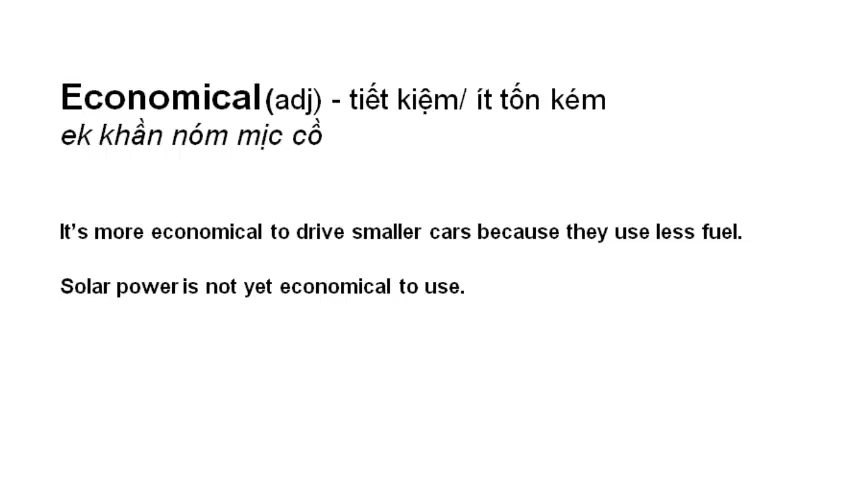 Economical (adj) - tiết kiệm/ ít tốn kém
ek khần nóm mịc cồ
It’s more economical to drive smaller cars because they use less fuel.
Solar power is not yet economical to use.